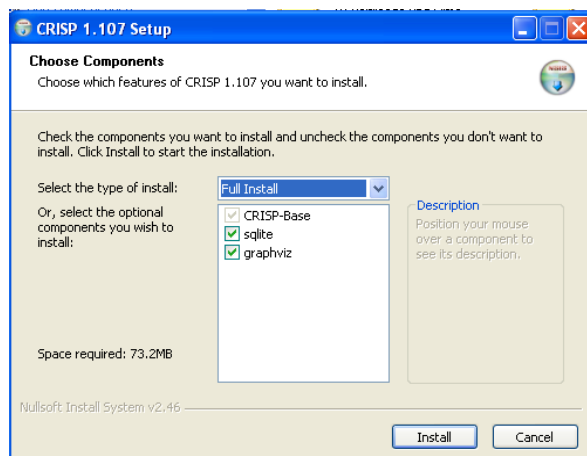 CRISP 1.107 Setup
Choose Components
Choose which features of CRISP 1.107 you want to install.
Check the components you want to install and uncheck the components you don't want to
install. Click Install to start the installation.
Select the type of install:
Full Install
Or, select the optional
components you wish to
install:
CRISP-Base
sqlite
graphviz
Description
Position your mouse
over a component to
see its description.
Space required: 73.2MB
Nullsoft Install System v2.46
Install
Cancel